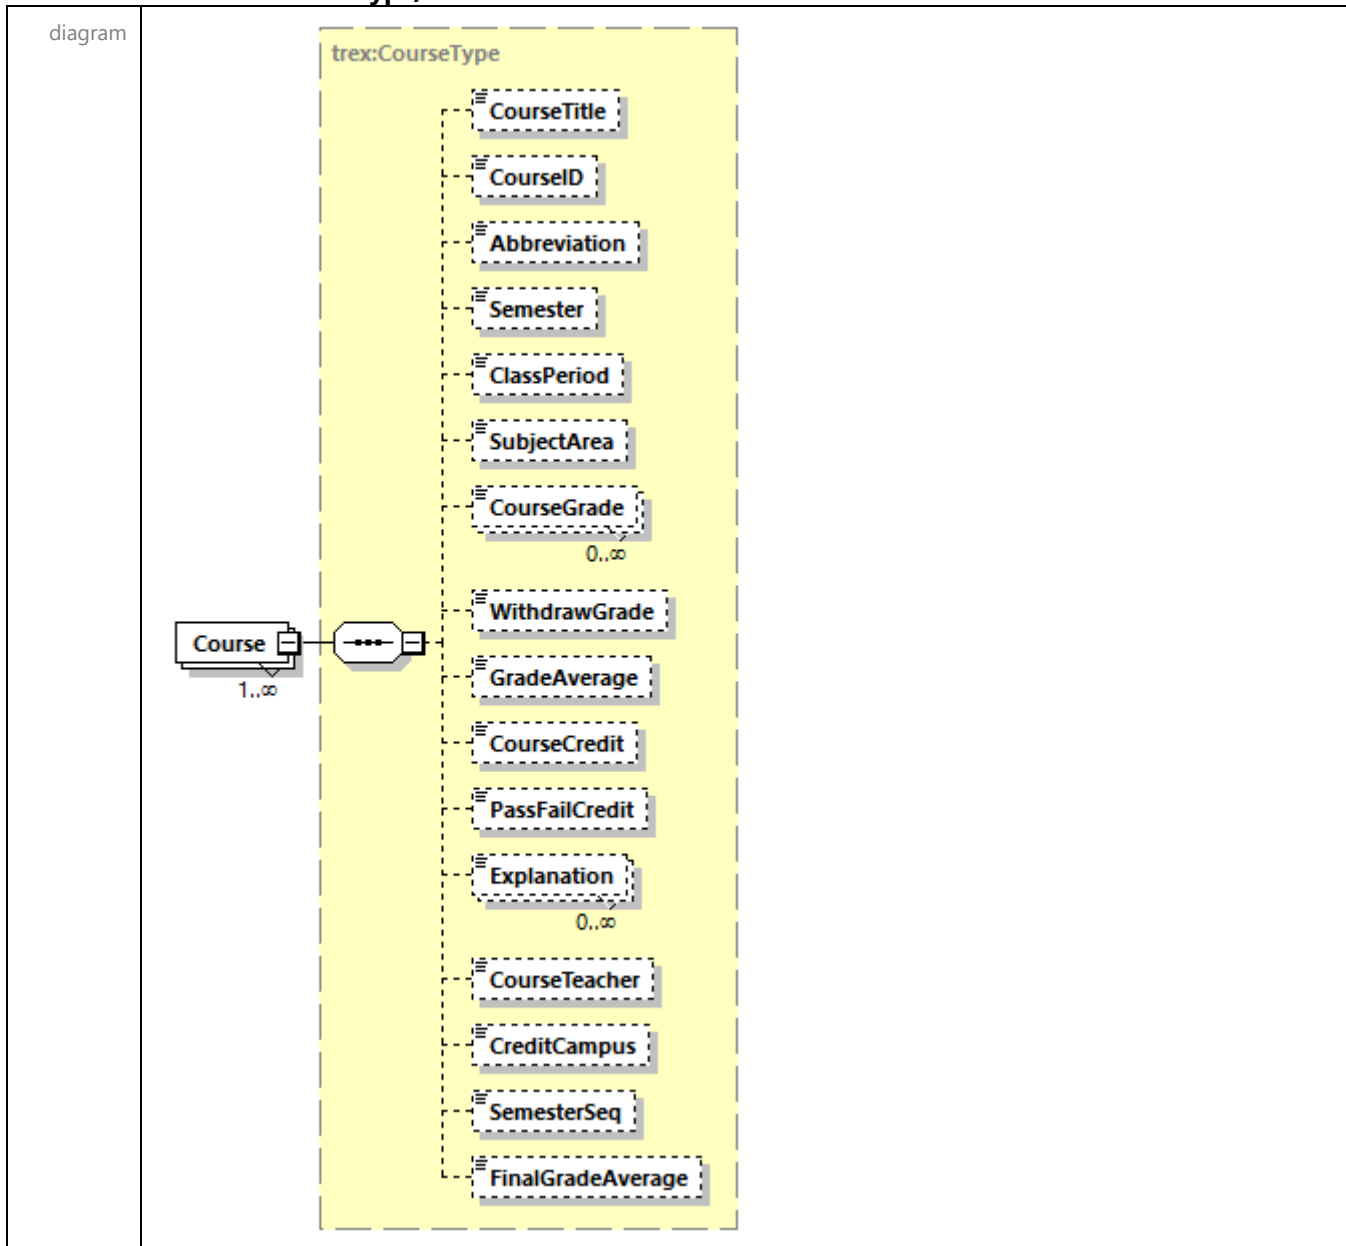 diagram
trex:CourseType
CourseTitle
CourseID
Abbreviation
Semester
ClassPeriod
SubjectArea
CourseGrade
0..∞
WithdrawGrade
Course
1..∞
GradeAverage
CourseCredit
PassFailCredit
Explanation
0..∞
CourseTeacher
CreditCampus
SemesterSeq
FinalGradeAverage